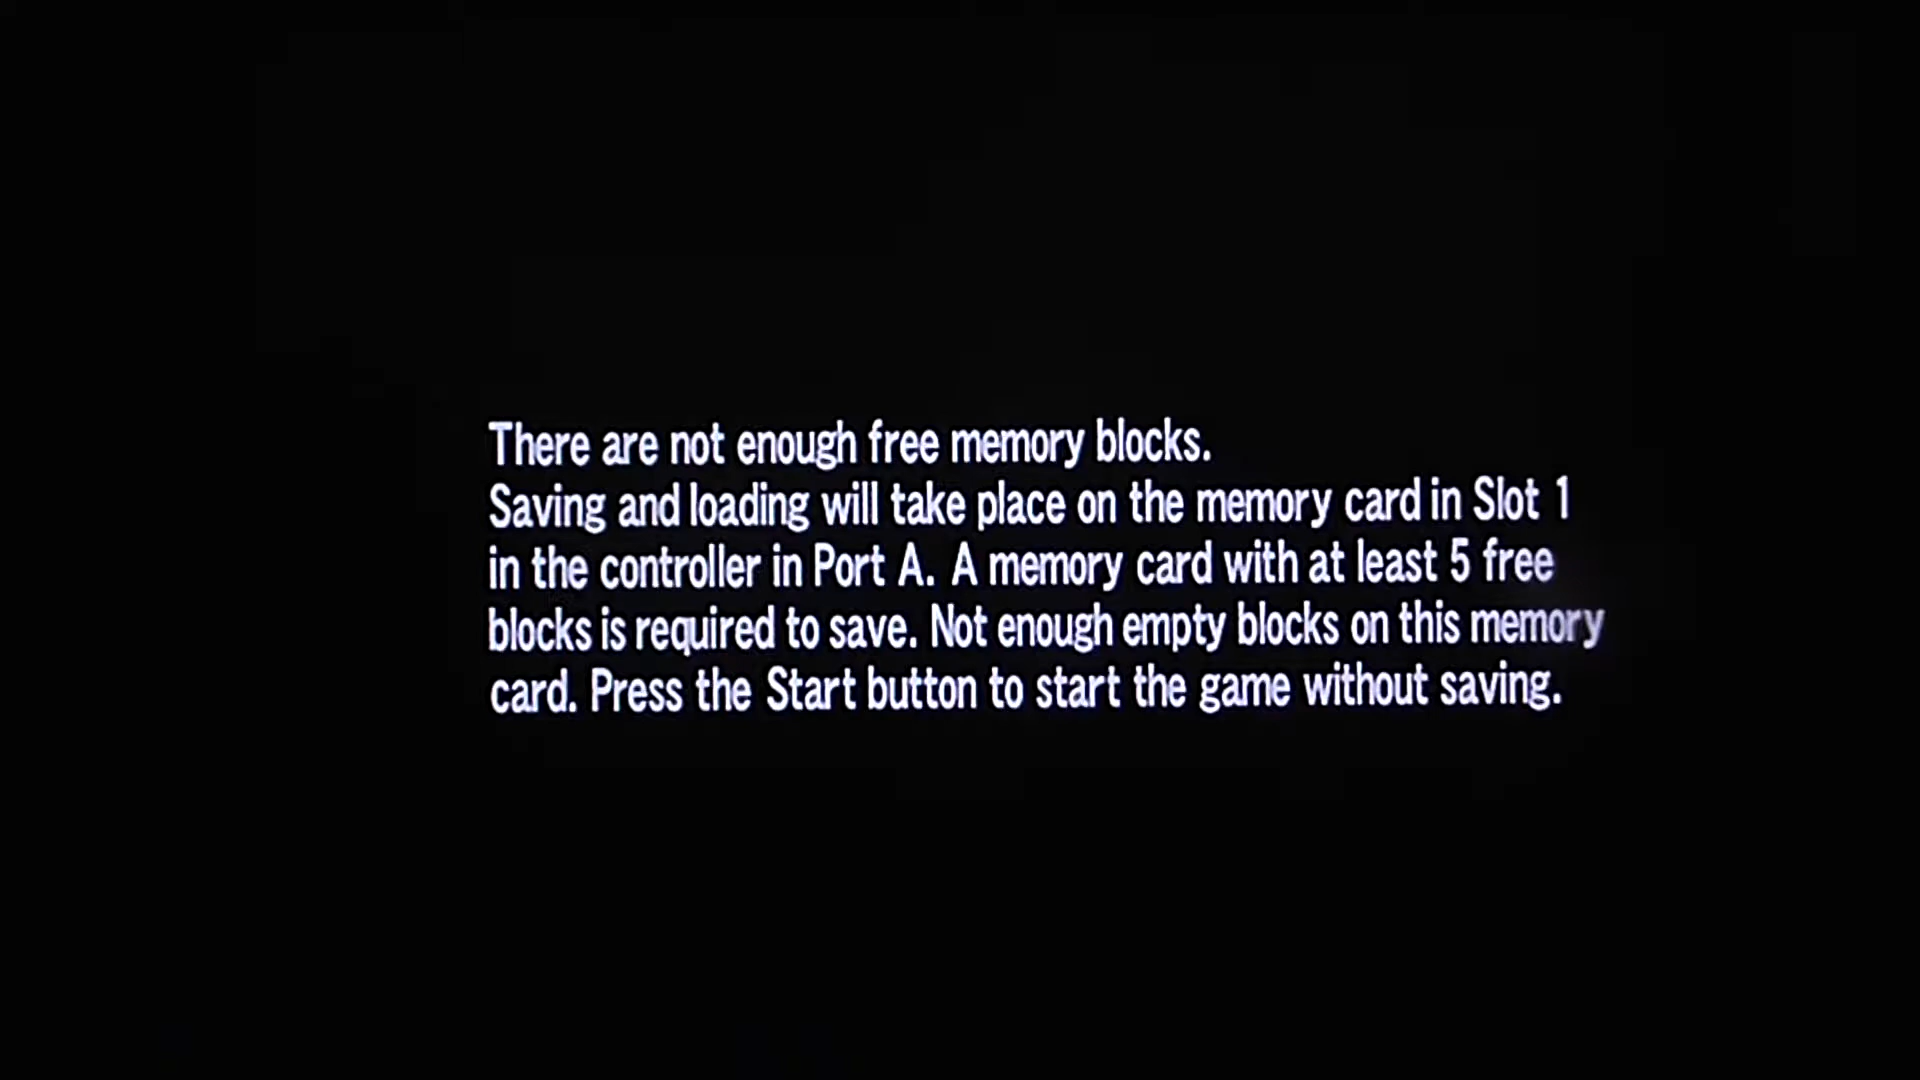 There are not enough free memory blocks.
Saving and loading will take place on the memory card in Slot 1
in the controller in Port A. A memory card with at least 5 free
blocks is required to save. Not enough empty blocks on this memory
card. Press the Start button to start the game without saving.